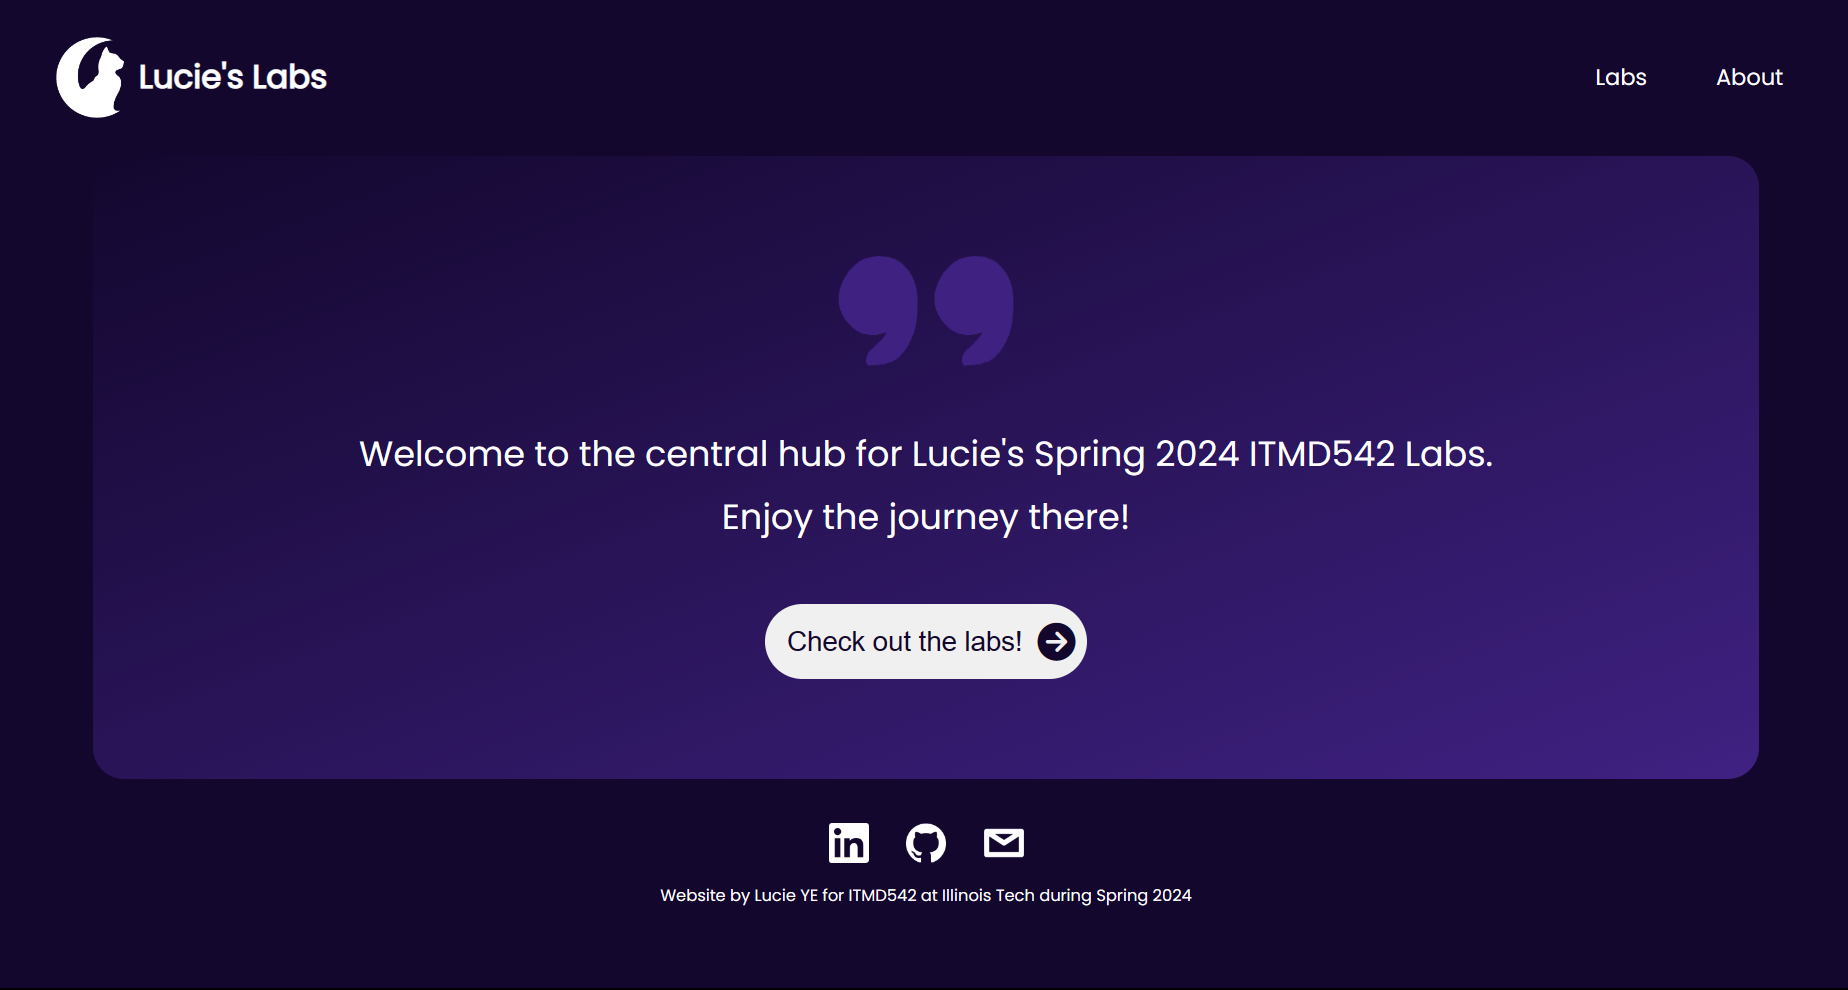 Lucie's Labs
Labs
About
Welcome to the central hub for Lucie's Spring 2024 ITMD542 Labs.
Enjoy the journey there!
Check out the labs!
in
Website by Lucie YE for ITMD542 at Illinois Tech during Spring 2024